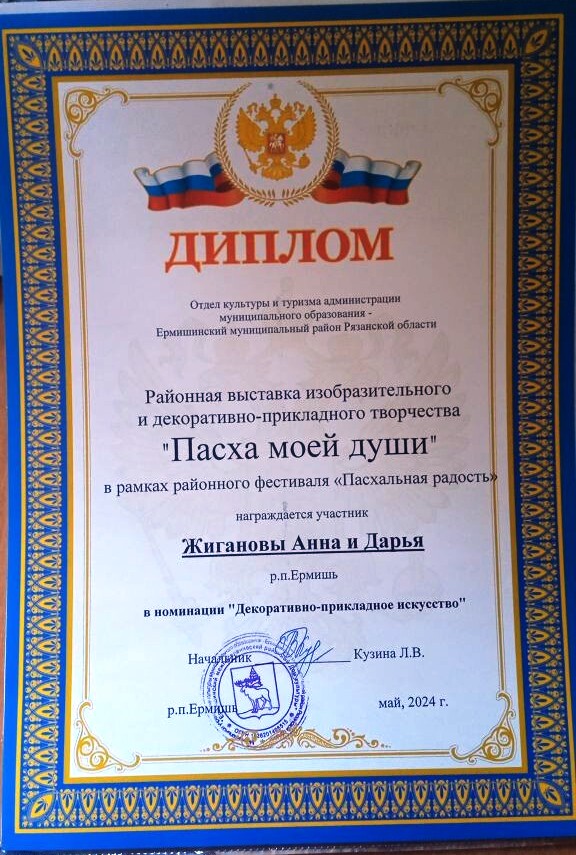 ДИПЛОМ
Отдел культуры и туризма администрации
муниципального образования -
Ермишинский муниципальный район Рязанской области
Районная выставка изобразительного
и декоративно-прикладного творчества
"Пасха моей души"
в рамках районного фестиваля «Пасхальная радость»
награждается участник
Жигановы Анна и Дарья
р.п.Ермишь
в номинации "Декоративно-прикладное искусство"
Начальник Кузина Л.В.
р.п.Ермишь май, 2024 г.